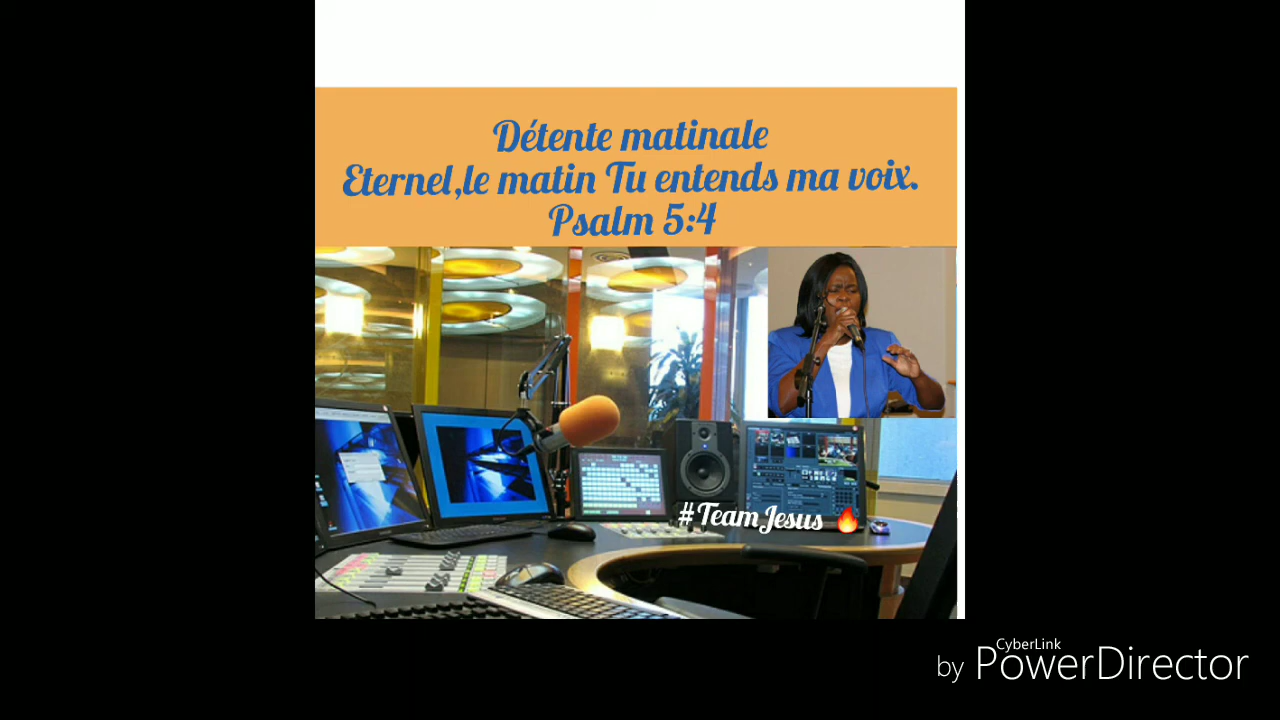 Détente matinale
Eternel,le matin Tu entends ma voix.
Psalm 5:4
#TeamJesus 🔥
CyberLink
by PowerDirector